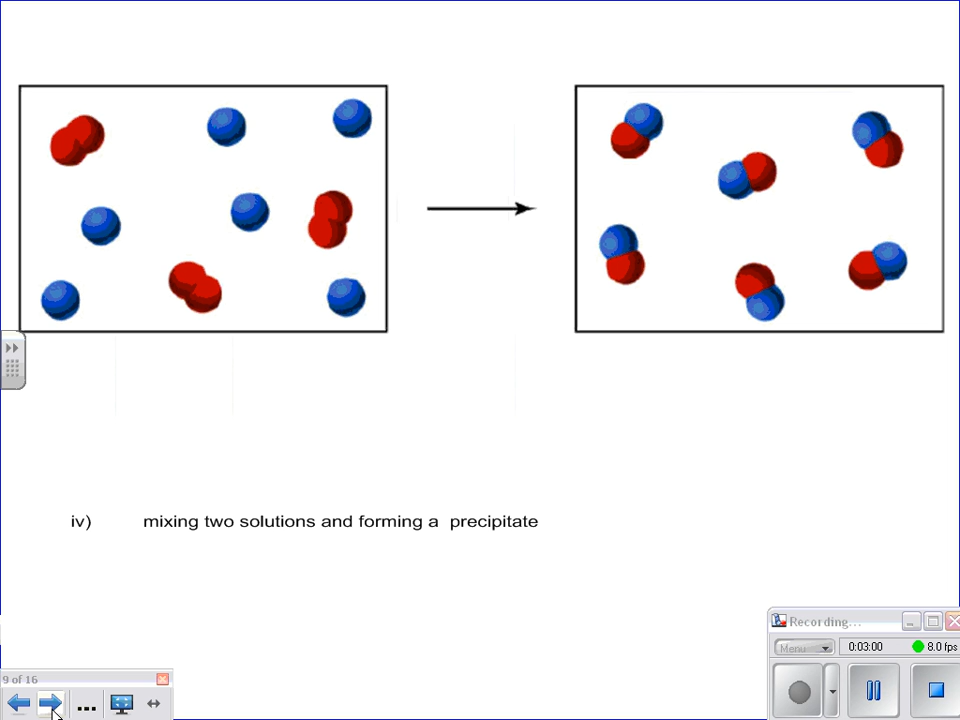 iv) mixing two solutions and forming a precipitate
Recording...
Menu 0:03:00 8.0 fps
9 of 16
...